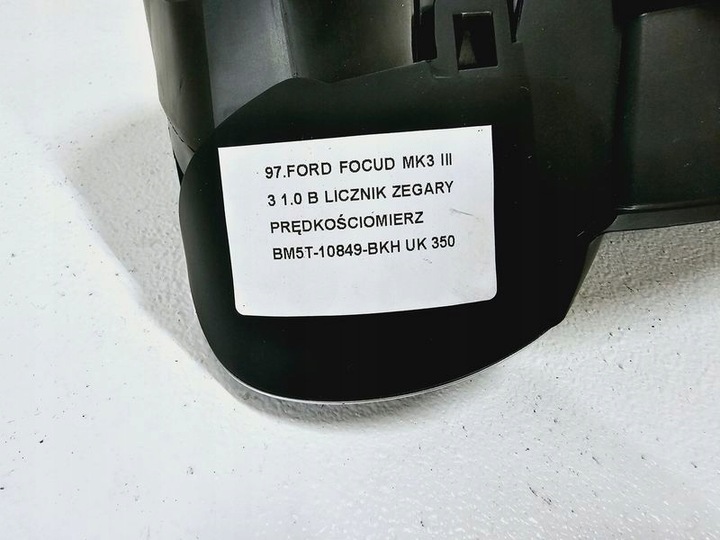 97.FORD FOCUD MK3 III
3 1.0 B LICZNIK ZEGARY
PRĘDKOŚCIOMIERZ
BM5T-10849-BKH UK 350